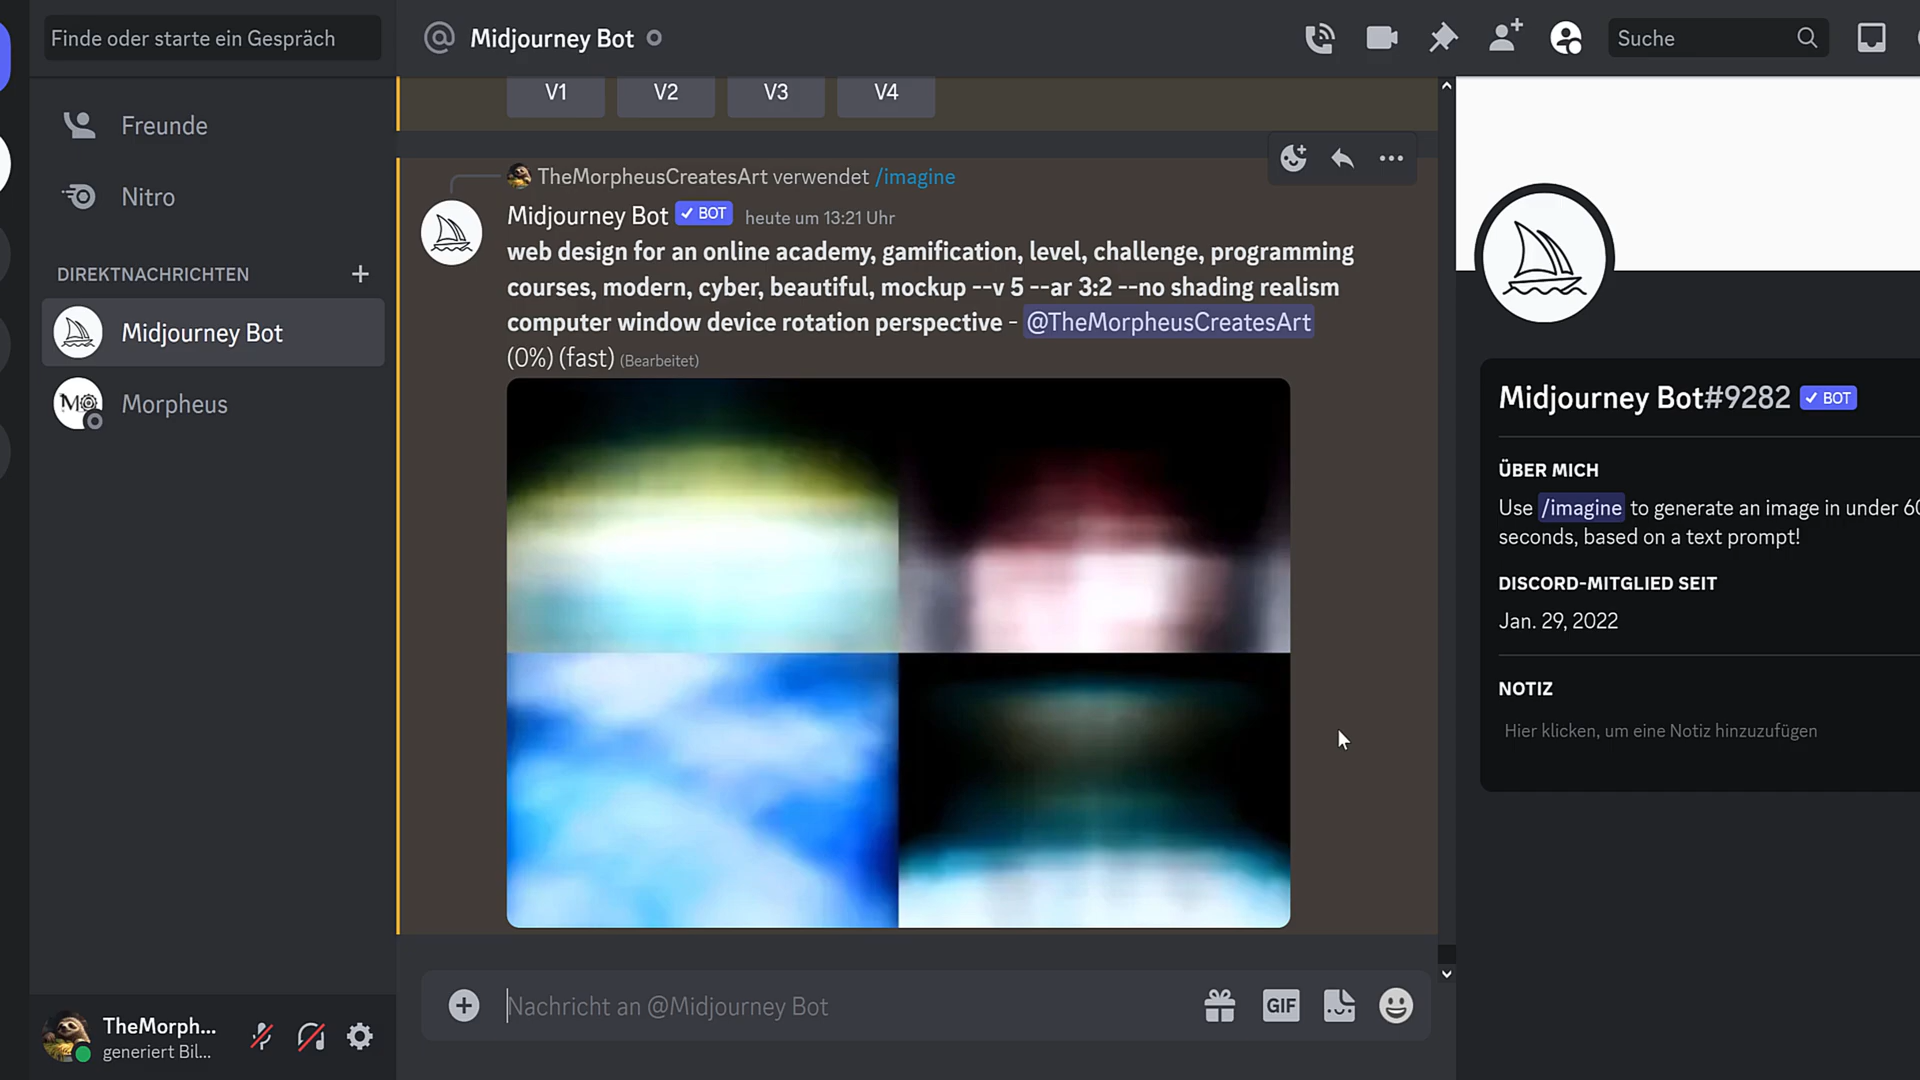 Finde oder starte ein Gespräch
Freunde
Nitro
DIREKTNACHRICHTEN
Midjourney Bot
Morpheus
TheMorph...
generiert Bil...
Midjourney Bot
Suche
V1 V2 V3 V4
TheMorpheusCreatesArt verwendet /imagine
Midjourney Bot BOT heute um 13:21 Uhr
web design for an online academy, gamification, level, challenge, programming
courses, modern, cyber, beautiful, mockup --v 5 --ar 3:2 --no shading realism
computer window device rotation perspective - @TheMorpheusCreatesArt
(0%) (fast) (Bearbeitet)
Nachricht an @Midjourney Bot
GIF
Midjourney Bot#9282 BOT
ÜBER MICH
Use /imagine to generate an image in under 60
seconds, based on a text prompt!
DISCORD-MITGLIED SEIT
Jan. 29, 2022
NOTIZ
Hier klicken, um eine Notiz hinzuzufügen